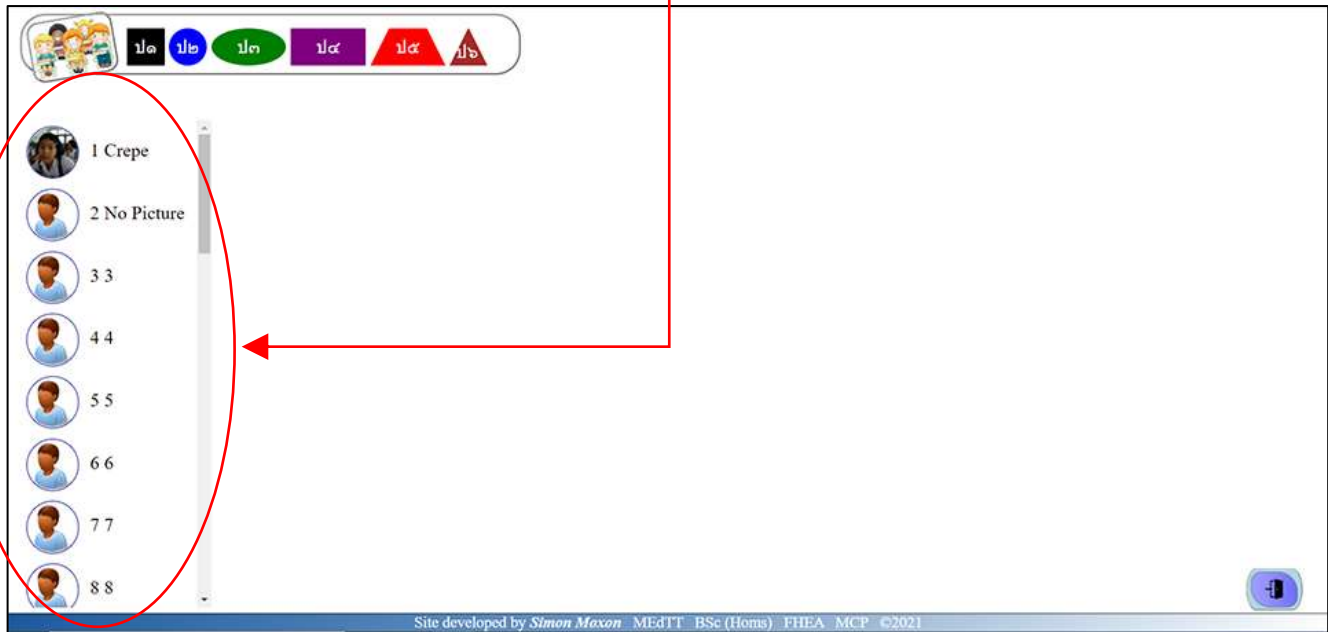 ป๑ ป๒ ป๓ ป๔ ป๕ ป๖
1 Crepe
2 No Picture
3 3
4 4
5 5
6 6
7 7
8 8
Site developed by Simon Moxon MEdTT BSc (Homs) FHEA MCP ©2021